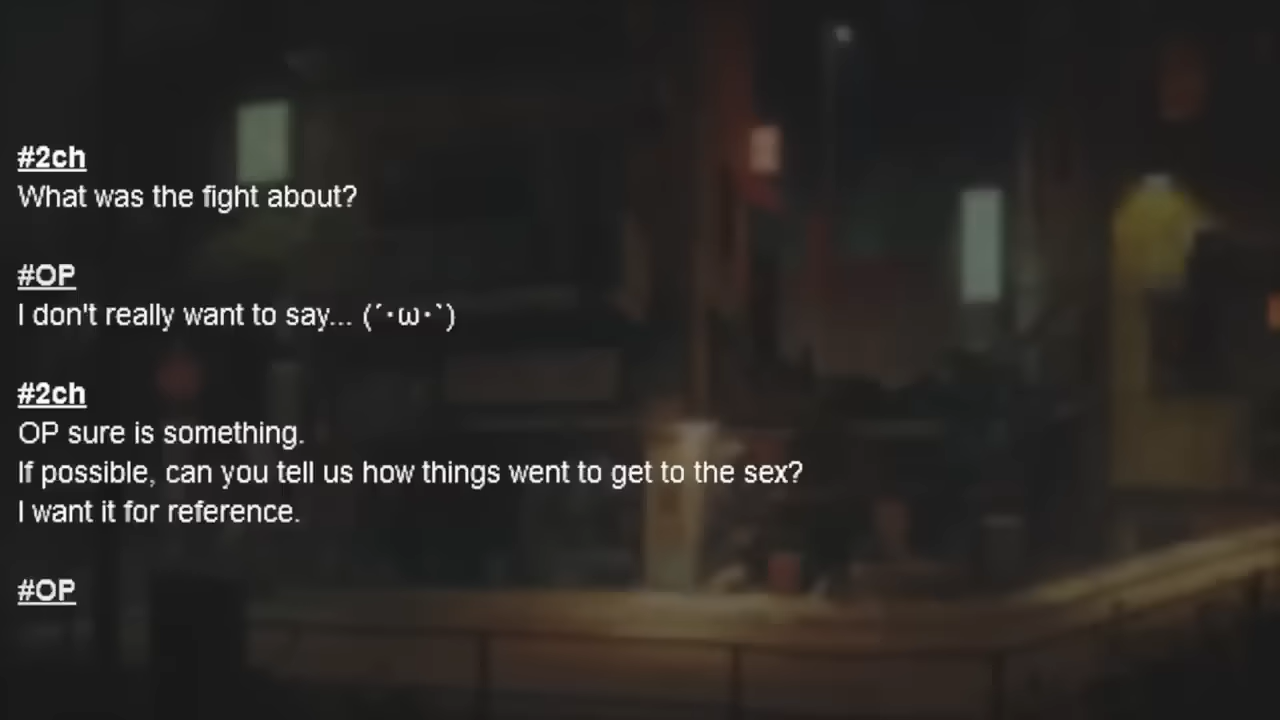 #2ch
What was the fight about?
#OP
I don't really want to say... (´・ω・`)
#2ch
OP sure is something.
If possible, can you tell us how things went to get to the sex?
I want it for reference.
#OP